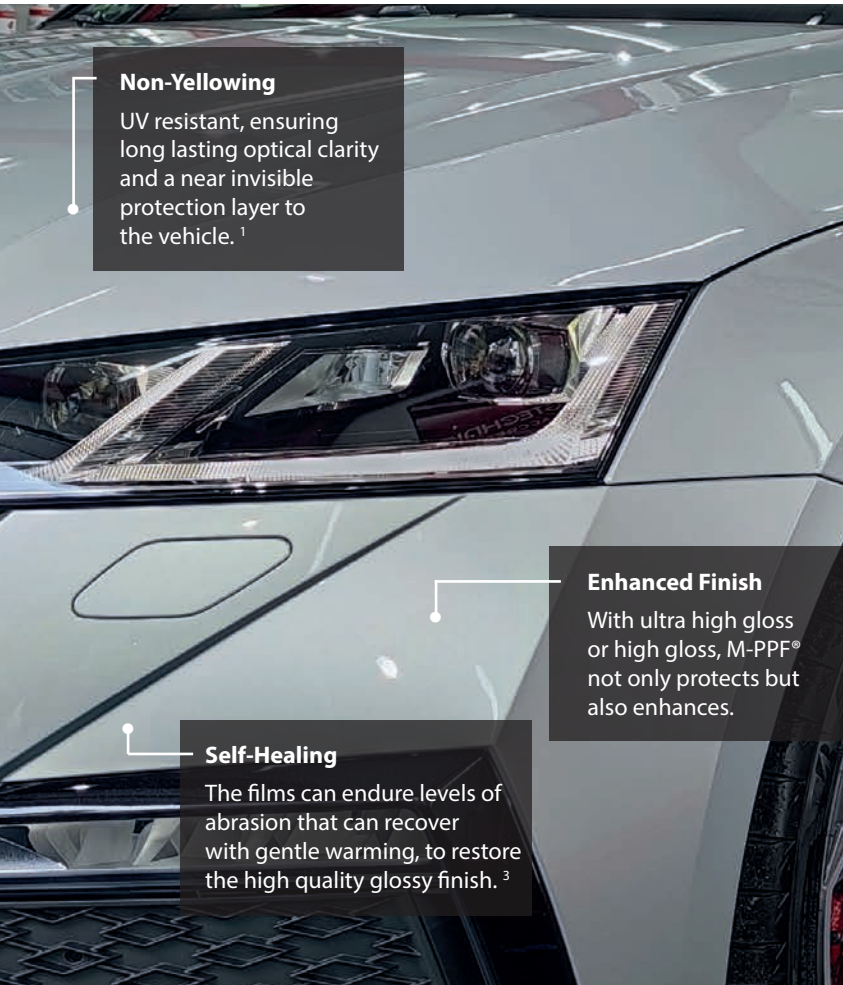 Non-Yellowing
UV resistant, ensuring
long lasting optical clarity
and a near invisible
protection layer to
the vehicle. 1
Enhanced Finish
With ultra high gloss
or high gloss, M-PPF®
not only protects but
also enhances.
Self-Healing
The films can endure levels of
abrasion that can recover
with gentle warming, to restore
the high quality glossy finish. 3